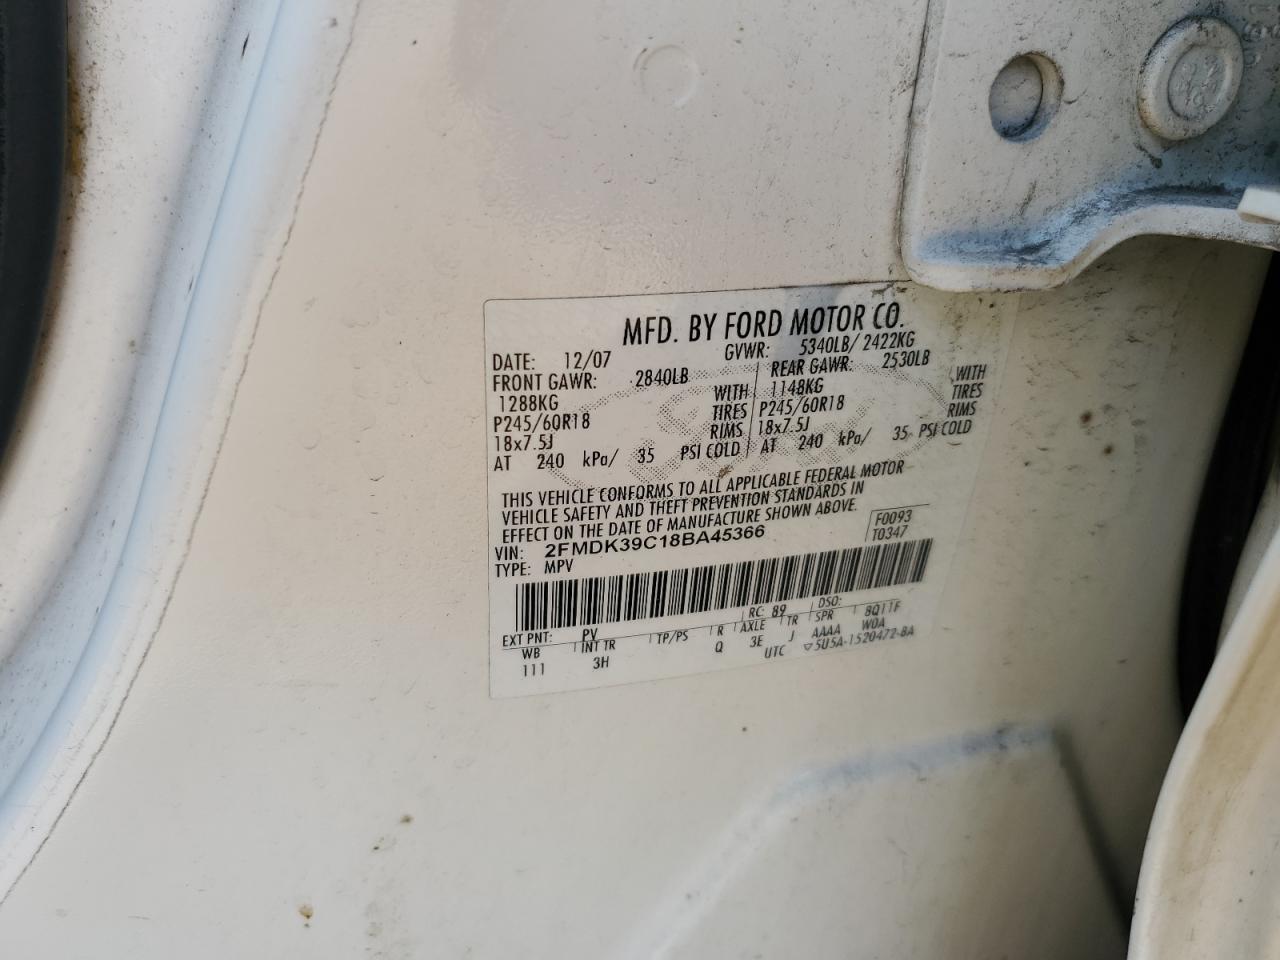 MFD. BY FORD MOTOR CO.
DATE: 12/07 GVWR: 5340LB/ 2422KG
FRONT GAWR: 2840LB REAR GAWR: 2530LB
1288KG WITH 1148KG WITH
P245/60R18 TIRES P245/60R18 TIRES
18x7.5J RIMS 18x7.5J RIMS
AT 240 kPa/ 35 PSI COLD AT 240 kPa/ 35 PSI COLD
THIS VEHICLE CONFORMS TO ALL APPLICABLE FEDERAL MOTOR
VEHICLE SAFETY AND THEFT PREVENTION STANDARDS IN
EFFECT ON THE DATE OF MANUFACTURE SHOWN ABOVE.
VIN: 2FMDK39C18BA45366 F0093
TYPE: MPV T0347
EXT PNT: PV RC: 89 DSO: 8Q11F
WB INT TR TP/PS R AXLE TR SPR W0A
111 3H Q 3E J AAAA
UTC ▽5U5A-1520472-BA